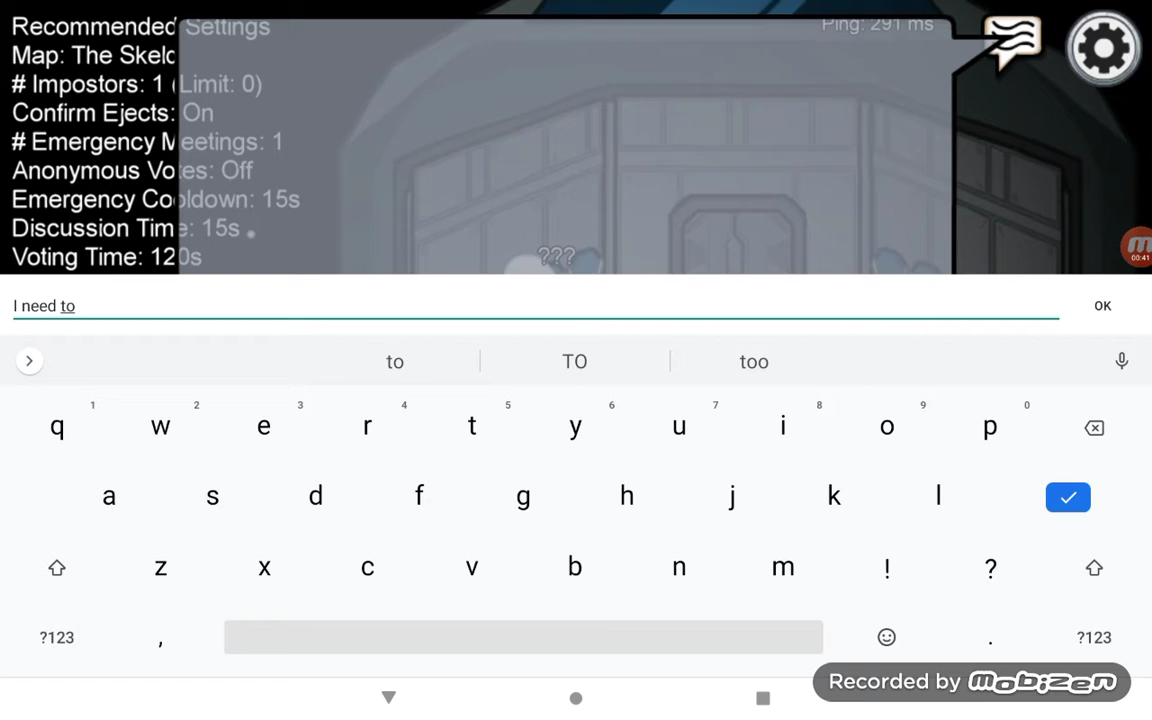 Recommended Settings
Ping: 291 ms
Map: The Skeld
# Impostors: 1 (Limit: 0)
Confirm Ejects: On
# Emergency Meetings: 1
Anonymous Votes: Off
Emergency Cooldown: 15s
Discussion Time: 15s
Voting Time: 120s
???
00:41
I need to
OK
to TO too
1 2 3 4 5 6 7 8 9 0
q w e r t y u i o p
a s d f g h j k l
z x c v b n m ! ?
?123 , . ?123
Recorded by mobizen